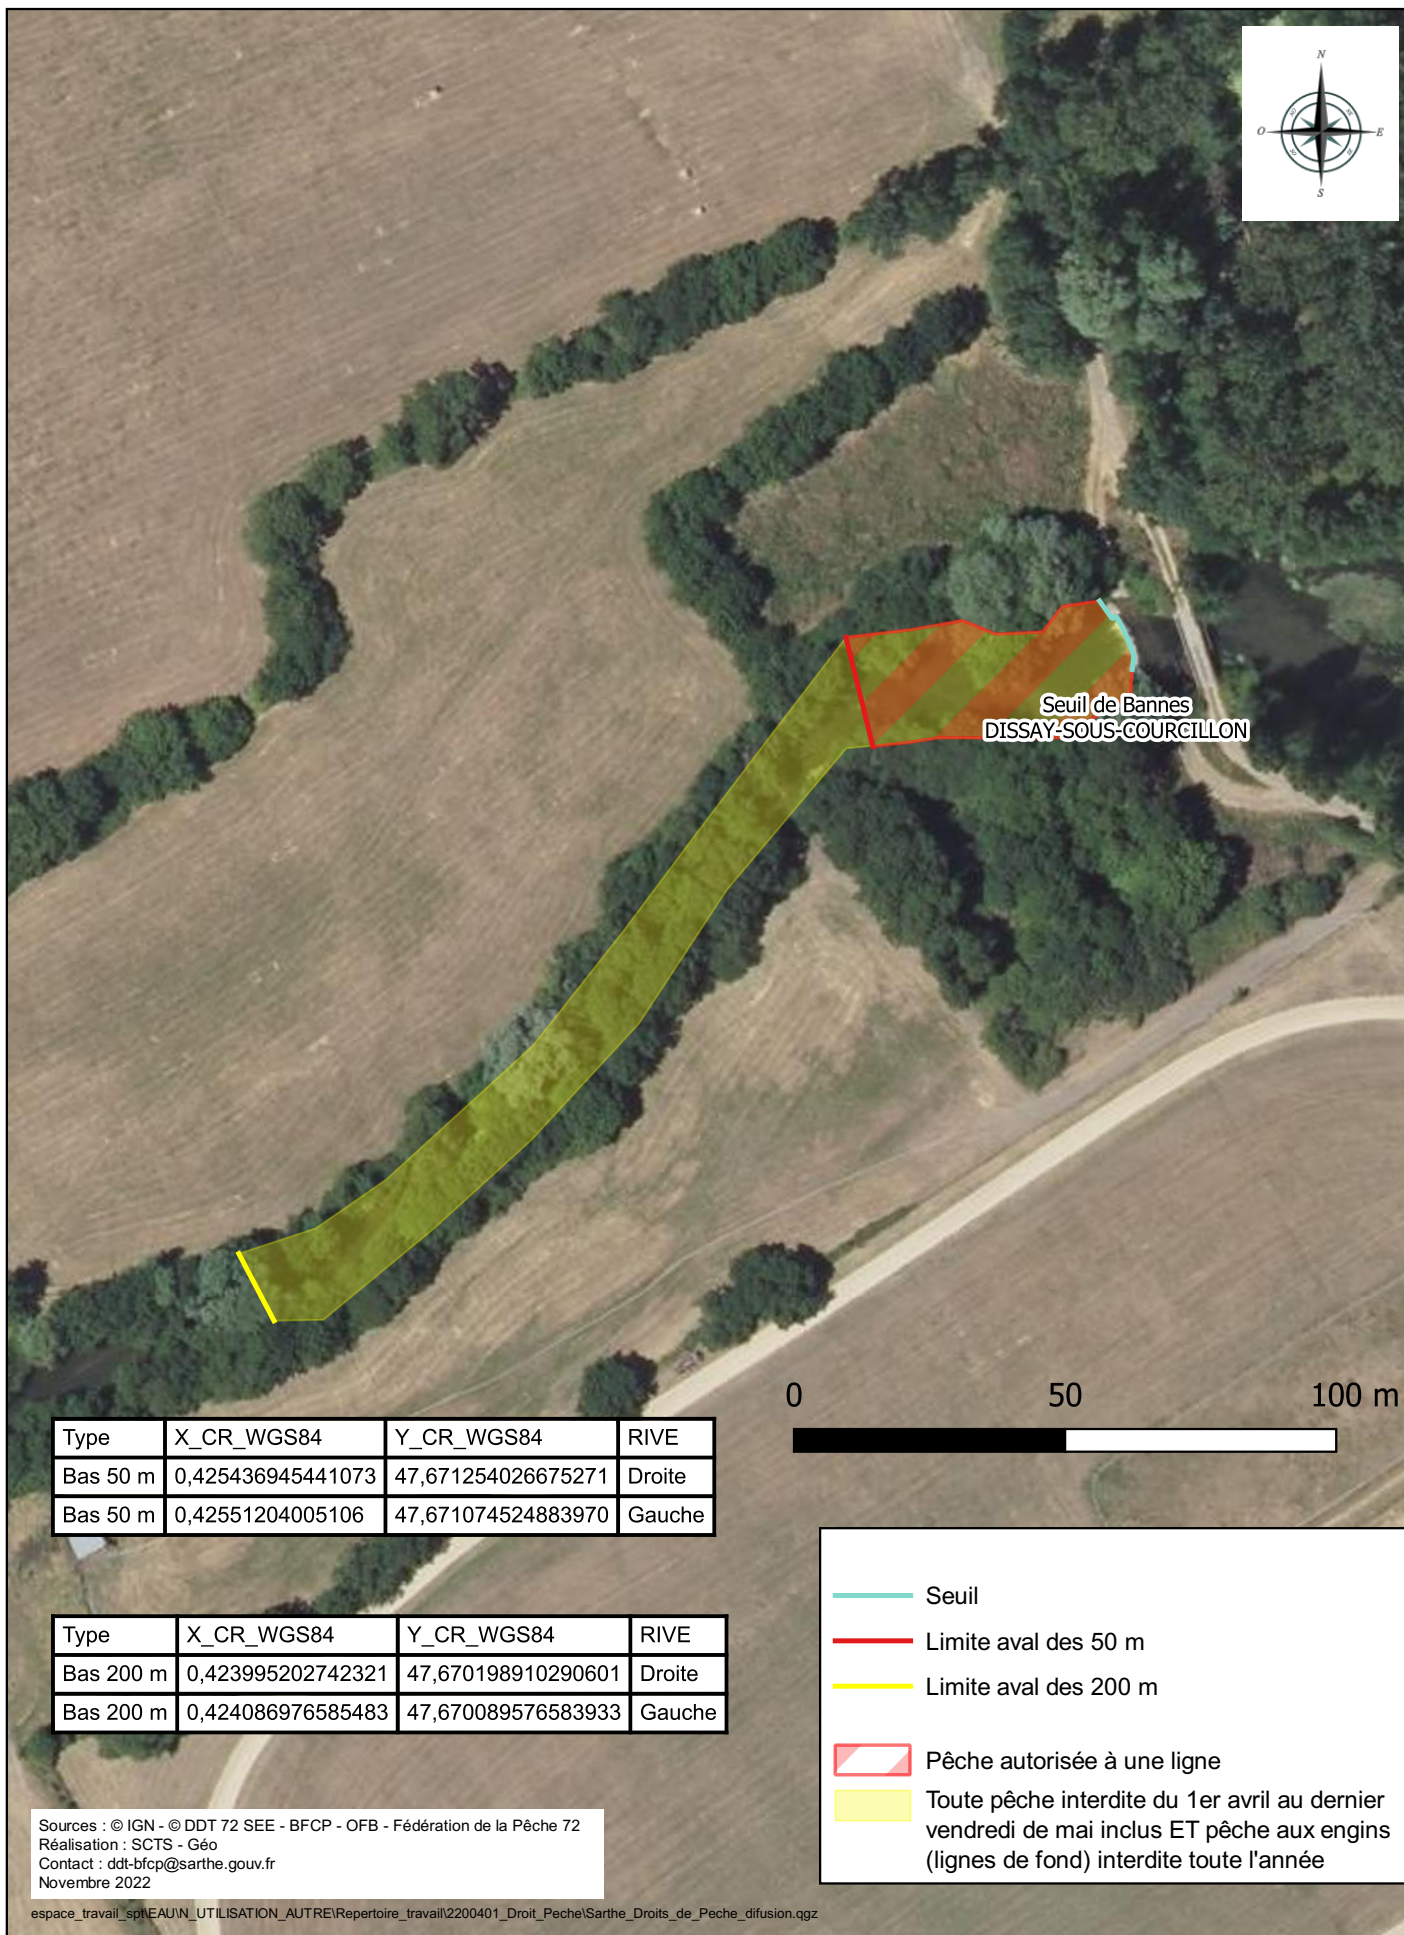 N
O
E
S
Seuil de Bannes
DISSAY-SOUS-COURCILLON
0 50 100 m
Type X_CR_WGS84 Y_CR_WGS84 RIVE
Bas 50 m 0,425436945441073 47,671254026675271 Droite
Bas 50 m 0,42551204005106 47,671074524883970 Gauche
Type X_CR_WGS84 Y_CR_WGS84 RIVE
Bas 200 m 0,423995202742321 47,670198910290601 Droite
Bas 200 m 0,424086976585483 47,670089576583933 Gauche
Seuil
Limite aval des 50 m
Limite aval des 200 m
Pêche autorisée à une ligne
Toute pêche interdite du 1er avril au dernier
vendredi de mai inclus ET pêche aux engins
(lignes de fond) interdite toute l'année
Sources : © IGN - © DDT 72 SEE - BFCP - OFB - Fédération de la Pêche 72
Réalisation : SCTS - Géo
Contact : ddt-bfcp@sarthe.gouv.fr
Novembre 2022
espace_travail_spt\EAU\N_UTILISATION_AUTRE\Repertoire_travail\2200401_Droit_Peche\Sarthe_Droits_de_Peche_difusion.qgz